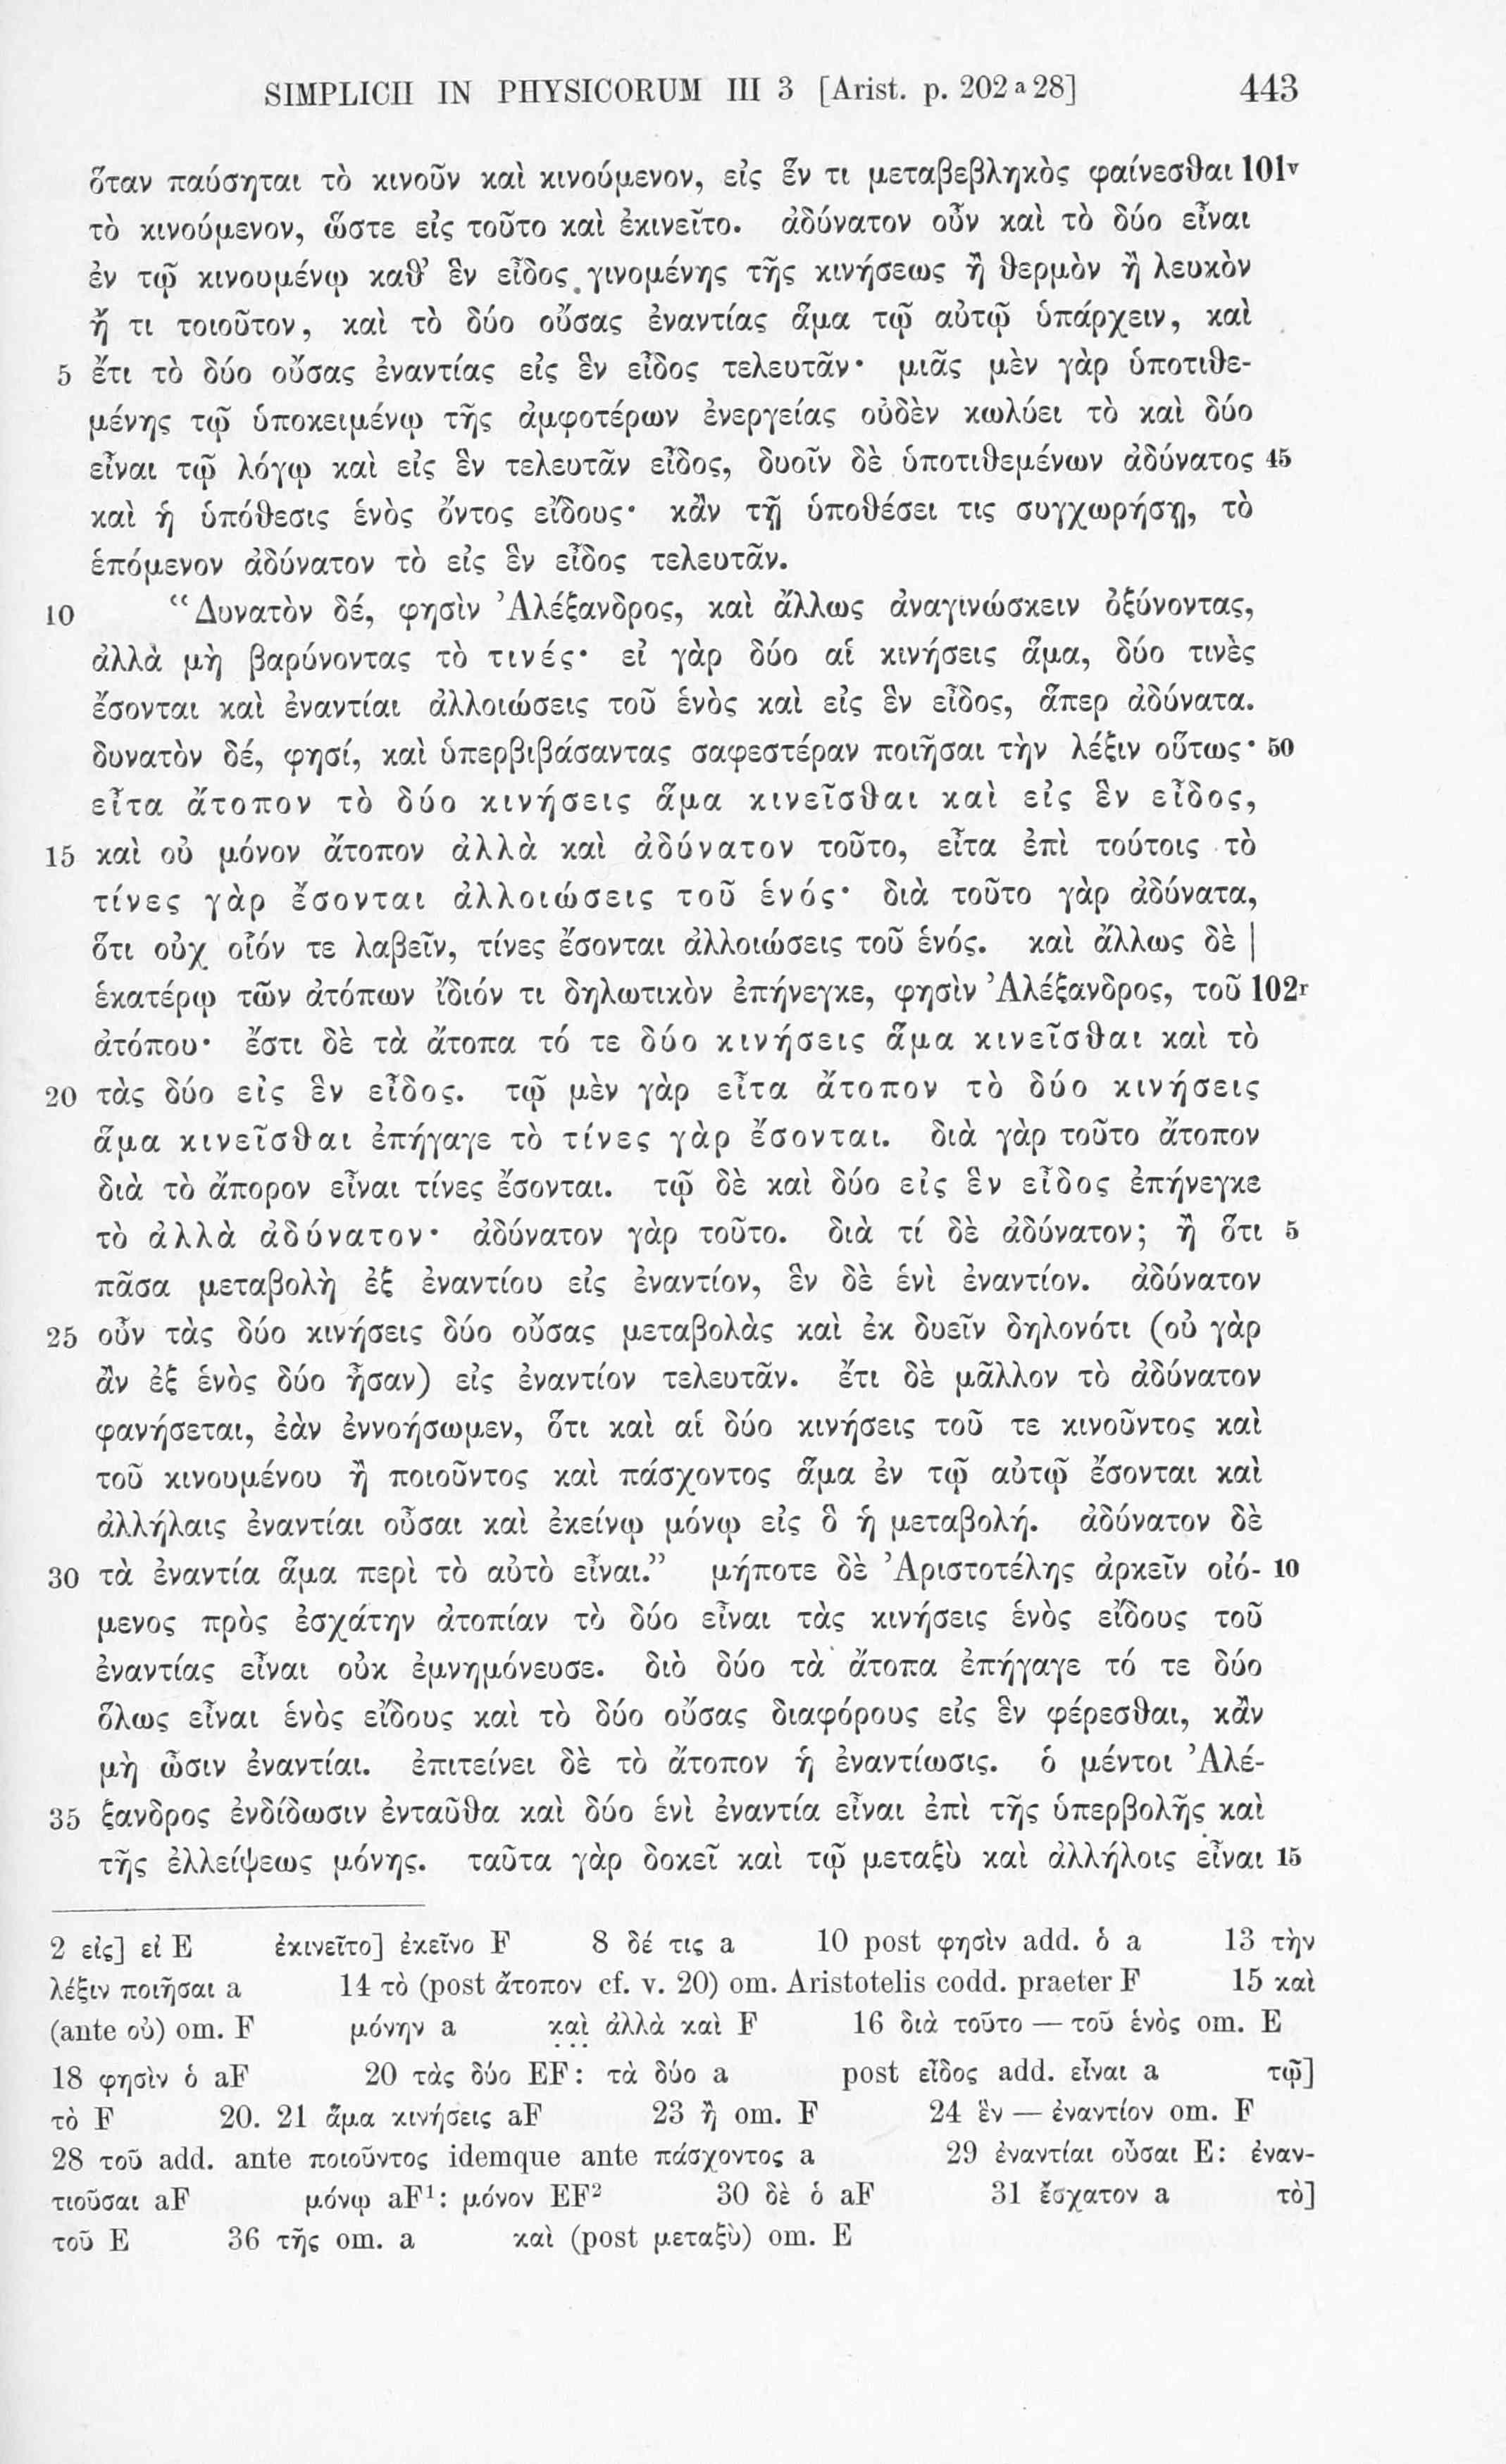 SIMPLICII IN PHYSICORUM III 3 [Arist. p. 202 a 28] 443
ὅταν παύσηται τὸ κινοῦν καὶ κινούμενον, εἰς ἕν τι μεταβεβληκὸς φαίνεσθαι 101v
τὸ κινούμενον, ὥστε εἰς τοῦτο καὶ ἐκινεῖτο. ἀδύνατον οὖν καὶ τὸ δύο εἶναι
ἐν τῷ κινουμένῳ καθ’ ἓν εἶδος γινομένης τῆς κινήσεως ἢ θερμὸν ἢ λευκὸν
ἤ τι τοιοῦτον, καὶ τὸ δύο οὔσας ἐναντίας ἅμα τῷ αὐτῷ ὑπάρχειν, καὶ
5 ἔτι τὸ δύο οὔσας ἐναντίας εἰς ἓν εἶδος τελευτᾶν· μιᾶς μὲν γὰρ ὑποτιθε-
μένης τῷ ὑποκειμένῳ τῆς ἀμφοτέρων ἐνεργείας οὐδὲν κωλύει τὸ καὶ δύο
εἶναι τῷ λόγῳ καὶ εἰς ἓν τελευτᾶν εἶδος, δυοῖν δὲ ὑποτιθεμένων ἀδύνατος 45
καὶ ἡ ὑπόθεσις ἑνὸς ὄντος εἴδους· κἂν τῇ ὑποθέσει τις συγχωρήσῃ, τὸ
ἑπόμενον ἀδύνατον τὸ εἰς ἓν εἶδος τελευτᾶν.
10 “Δυνατὸν δέ, φησὶν Ἀλέξανδρος, καὶ ἄλλως ἀναγινώσκειν ὀξύνοντας,
ἀλλὰ μὴ βαρύνοντας τὸ τινές· εἰ γὰρ δύο αἱ κινήσεις ἅμα, δύο τινὲς
ἔσονται καὶ ἐναντίαι ἀλλοιώσεις τοῦ ἑνὸς καὶ εἰς ἓν εἶδος, ἅπερ ἀδύνατα.
δυνατὸν δέ, φησί, καὶ ὑπερβιβάσαντας σαφεστέραν ποιῆσαι τὴν λέξιν οὕτως· 50
εἶτα ἄτοπον τὸ δύο κινήσεις ἅμα κινεῖσθαι καὶ εἰς ἓν εἶδος,
15 καὶ οὐ μόνον ἄτοπον ἀλλὰ καὶ ἀδύνατον τοῦτο, εἶτα ἐπὶ τούτοις τὸ
τίνες γὰρ ἔσονται ἀλλοιώσεις τοῦ ἑνός· διὰ τοῦτο γὰρ ἀδύνατα,
ὅτι οὐχ οἷόν τε λαβεῖν, τίνες ἔσονται ἀλλοιώσεις τοῦ ἑνός. καὶ ἄλλως δὲ |
ἑκατέρῳ τῶν ἀτόπων ἴδιόν τι δηλωτικὸν ἐπήνεγκε, φησὶν Ἀλέξανδρος, τοῦ 102r
ἀτόπου· ἔστι δὲ τὰ ἄτοπα τό τε δύο κινήσεις ἅμα κινεῖσθαι καὶ τὸ
20 τὰς δύο εἰς ἓν εἶδος. τῷ μὲν γὰρ εἶτα ἄτοπον τὸ δύο κινήσεις
ἅμα κινεῖσθαι ἐπήγαγε τὸ τίνες γὰρ ἔσονται. διὰ γὰρ τοῦτο ἄτοπον
διὰ τὸ ἄπορον εἶναι τίνες ἔσονται. τῷ δὲ καὶ δύο εἰς ἓν εἶδος ἐπήνεγκε
τὸ ἀλλὰ ἀδύνατον· ἀδύνατον γὰρ τοῦτο. διὰ τί δὲ ἀδύνατον; ἢ ὅτι 5
πᾶσα μεταβολὴ ἐξ ἐναντίου εἰς ἐναντίον, ἓν δὲ ἑνὶ ἐναντίον. ἀδύνατον
25 οὖν τὰς δύο κινήσεις δύο οὔσας μεταβολὰς καὶ ἐκ δυεῖν δηλονότι (οὐ γὰρ
ἂν ἐξ ἑνὸς δύο ἦσαν) εἰς ἐναντίον τελευτᾶν. ἔτι δὲ μᾶλλον τὸ ἀδύνατον
φανήσεται, ἐὰν ἐννοήσωμεν, ὅτι καὶ αἱ δύο κινήσεις τοῦ τε κινοῦντος καὶ
τοῦ κινουμένου ἢ ποιοῦντος καὶ πάσχοντος ἅμα ἐν τῷ αὐτῷ ἔσονται καὶ
ἀλλήλαις ἐναντίαι οὖσαι καὶ ἐκείνῳ μόνῳ εἰς ὃ ἡ μεταβολή. ἀδύνατον δὲ
30 τὰ ἐναντία ἅμα περὶ τὸ αὐτὸ εἶναι.” μήποτε δὲ Ἀριστοτέλης ἀρκεῖν οἰό- 10
μενος πρὸς ἐσχάτην ἀτοπίαν τὸ δύο εἶναι τὰς κινήσεις ἑνὸς εἴδους τοῦ
ἐναντίας εἶναι οὐκ ἐμνημόνευσε. διὸ δύο τὰ ἄτοπα ἐπήγαγε τό τε δύο
ὅλως εἶναι ἑνὸς εἴδους καὶ τὸ δύο οὔσας διαφόρους εἰς ἓν φέρεσθαι, κἂν
μὴ ὦσιν ἐναντίαι. ἐπιτείνει δὲ τὸ ἄτοπον ἡ ἐναντίωσις. ὁ μέντοι Ἀλέ-
35 ξανδρος ἐνδίδωσιν ἐνταῦθα καὶ δύο ἑνὶ ἐναντία εἶναι ἐπὶ τῆς ὑπερβολῆς καὶ
τῆς ἐλλείψεως μόνης. ταῦτα γὰρ δοκεῖ καὶ τῷ μεταξὺ καὶ ἀλλήλοις εἶναι 15
2 εἰς] εἰ E ἐκινεῖτο] ἐκεῖνο F 8 δέ τις a 10 post φησὶν add. ὁ a 13 τὴν
λέξιν ποιῆσαι a 14 τὸ (post ἄτοπον cf. v. 20) om. Aristotelis codd. praeter F 15 καὶ
(ante οὐ) om. F μόνην a καὶ ἀλλὰ καὶ F 16 διὰ τοῦτο — τοῦ ἑνὸς om. E
18 φησὶν ὁ aF 20 τὰς δύο EF: τὰ δύο a post εἶδος add. εἶναι a τῷ]
τὸ F 20. 21 ἅμα κινήσεις aF 23 ἢ om. F 24 ἓν — ἐναντίον om. F
28 τοῦ add. ante ποιοῦντος idemque ante πάσχοντος a 29 ἐναντίαι οὖσαι E: ἐναν-
τιοῦσαι aF μόνῳ aF¹: μόνον EF² 30 δὲ ὁ aF 31 ἔσχατον a τὸ]
τοῦ E 36 τῆς om. a καὶ (post μεταξὺ) om. E